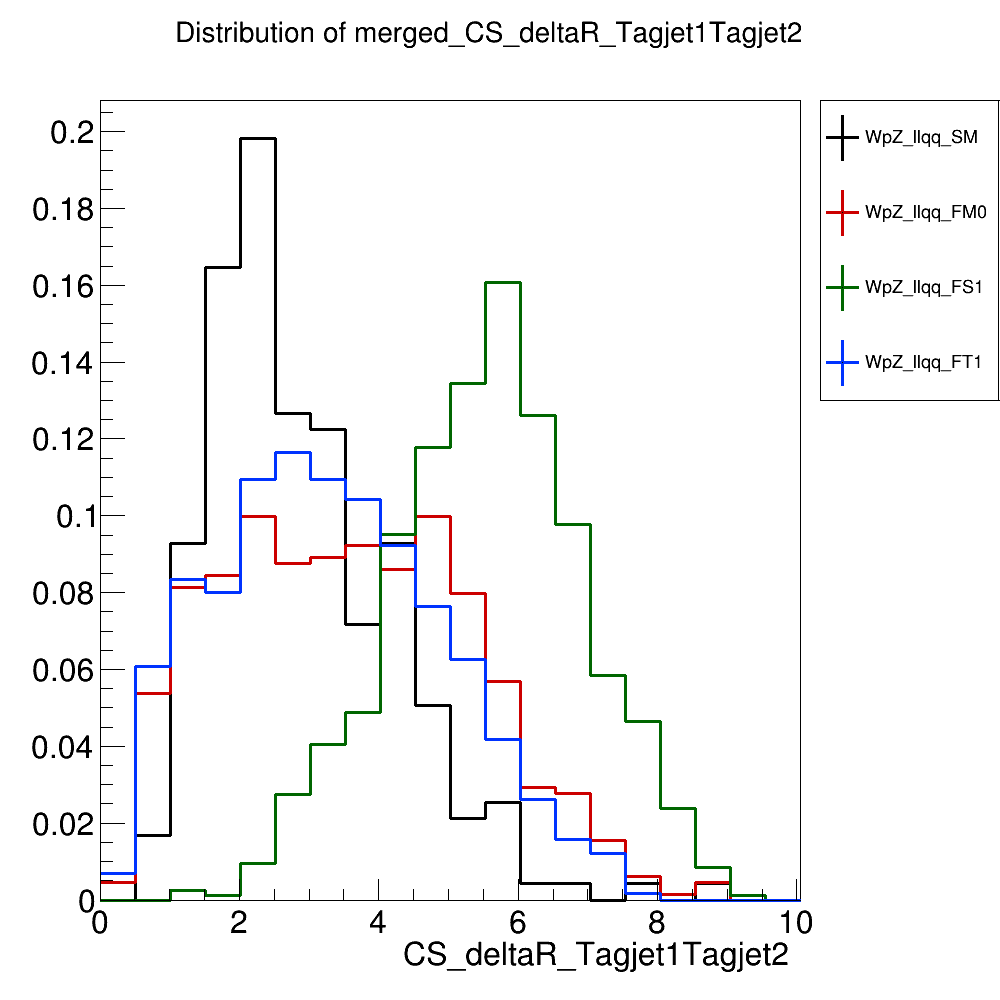 Distribution of merged_CS_deltaR_Tagjet1Tagjet2
0.2
0.18
0.16
0.14
0.12
0.1
0.08
0.06
0.04
0.02
0
0 2 4 6 8 10
CS_deltaR_Tagjet1Tagjet2
WpZ_llqq_SM
WpZ_llqq_FM0
WpZ_llqq_FS1
WpZ_llqq_FT1